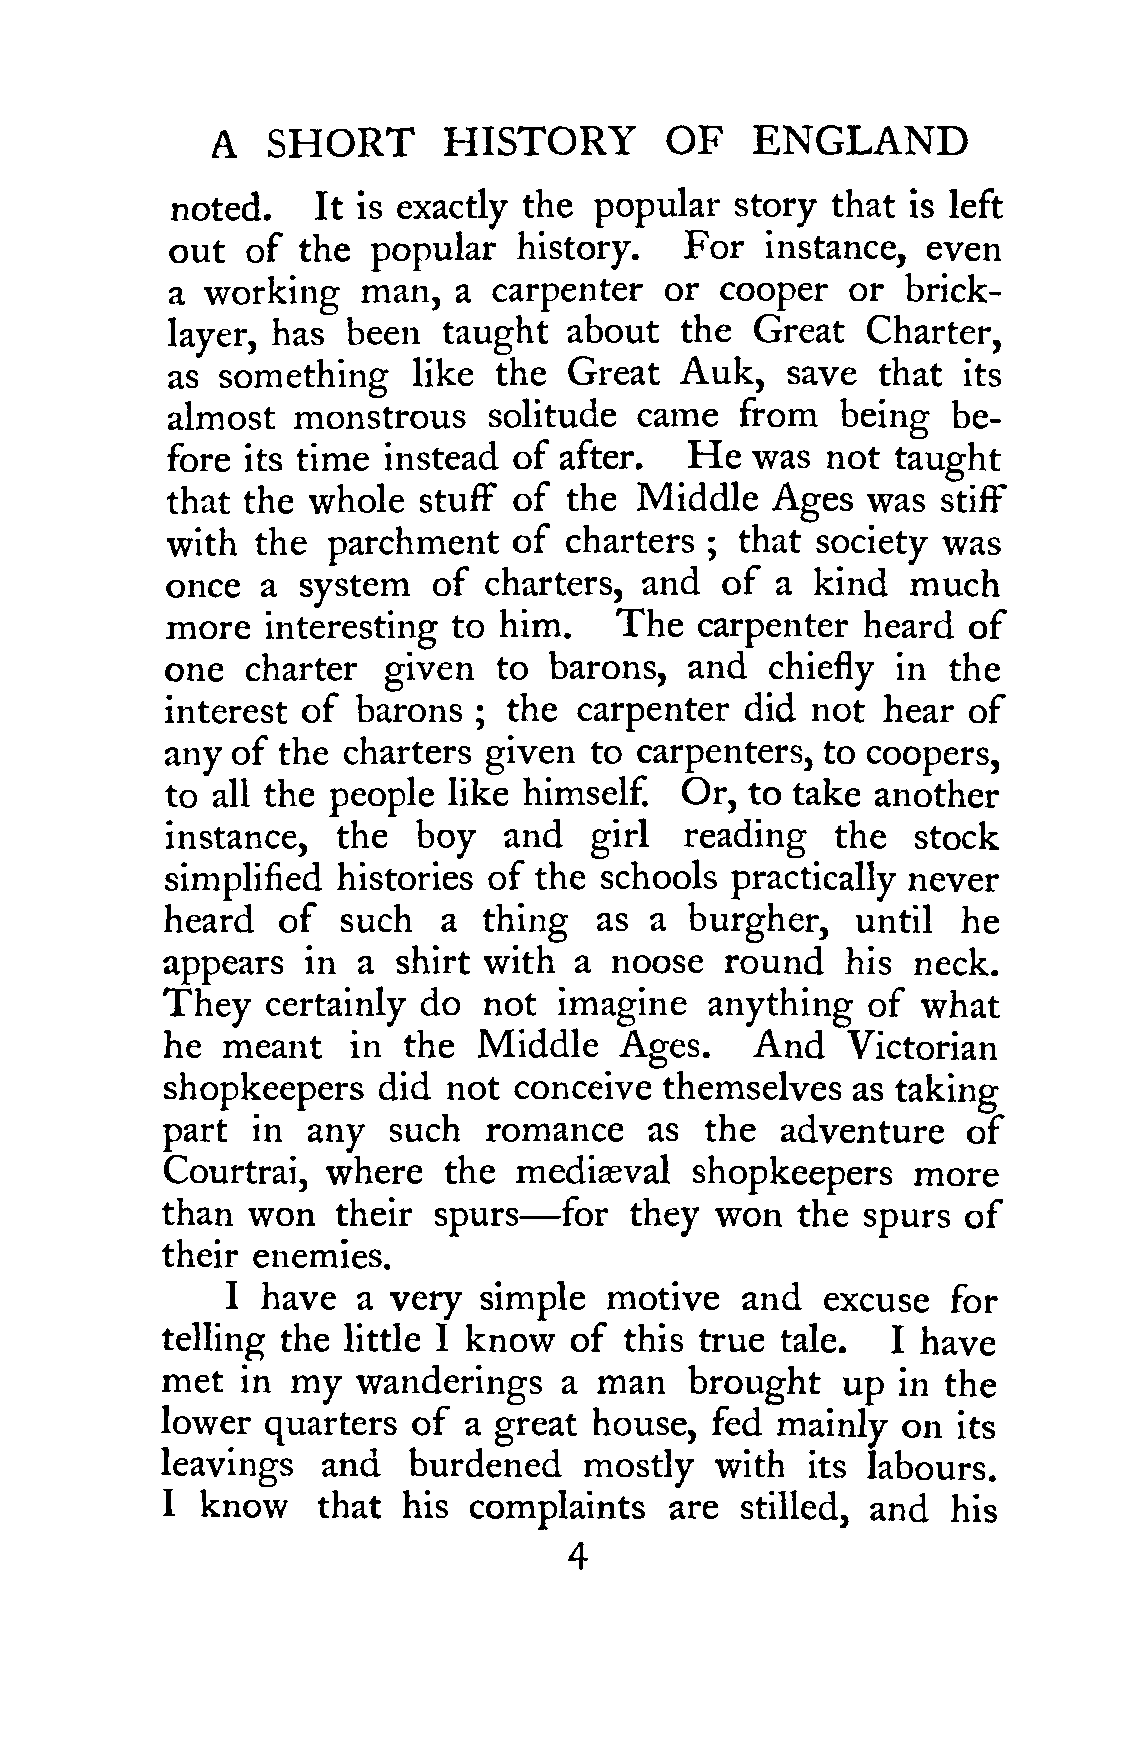 A SHORT HISTORY OF ENGLAND
noted. It is exactly the popular story that is left
out of the popular history. For instance, even
a working man, a carpenter or cooper or brick-
layer, has been taught about the Great Charter,
as something like the Great Auk, save that its
almost monstrous solitude came from being be-
fore its time instead of after. He was not taught
that the whole stuff of the Middle Ages was stiff
with the parchment of charters ; that society was
once a system of charters, and of a kind much
more interesting to him. The carpenter heard of
one charter given to barons, and chiefly in the
interest of barons ; the carpenter did not hear of
any of the charters given to carpenters, to coopers,
to all the people like himself. Or, to take another
instance, the boy and girl reading the stock
simplified histories of the schools practically never
heard of such a thing as a burgher, until he
appears in a shirt with a noose round his neck.
They certainly do not imagine anything of what
he meant in the Middle Ages. And Victorian
shopkeepers did not conceive themselves as taking
part in any such romance as the adventure of
Courtrai, where the mediæval shopkeepers more
than won their spurs—for they won the spurs of
their enemies.
I have a very simple motive and excuse for
telling the little I know of this true tale. I have
met in my wanderings a man brought up in the
lower quarters of a great house, fed mainly on its
leavings and burdened mostly with its labours.
I know that his complaints are stilled, and his
4